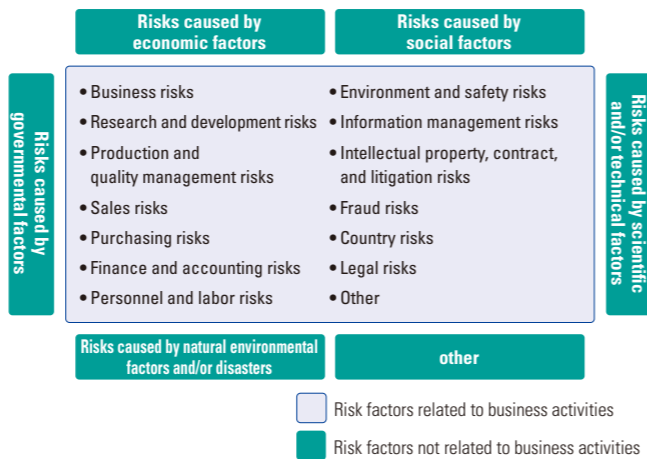 Risks caused by
economic factors
Risks caused by
social factors
Risks caused by
governmental factors
• Business risks
• Research and development risks
• Production and
quality management risks
• Sales risks
• Purchasing risks
• Finance and accounting risks
• Personnel and labor risks
• Environment and safety risks
• Information management risks
• Intellectual property, contract,
and litigation risks
• Fraud risks
• Country risks
• Legal risks
• Other
Risks caused by scientific
and/or technical factors
Risks caused by natural environmental
factors and/or disasters
other
Risk factors related to business activities
Risk factors not related to business activities